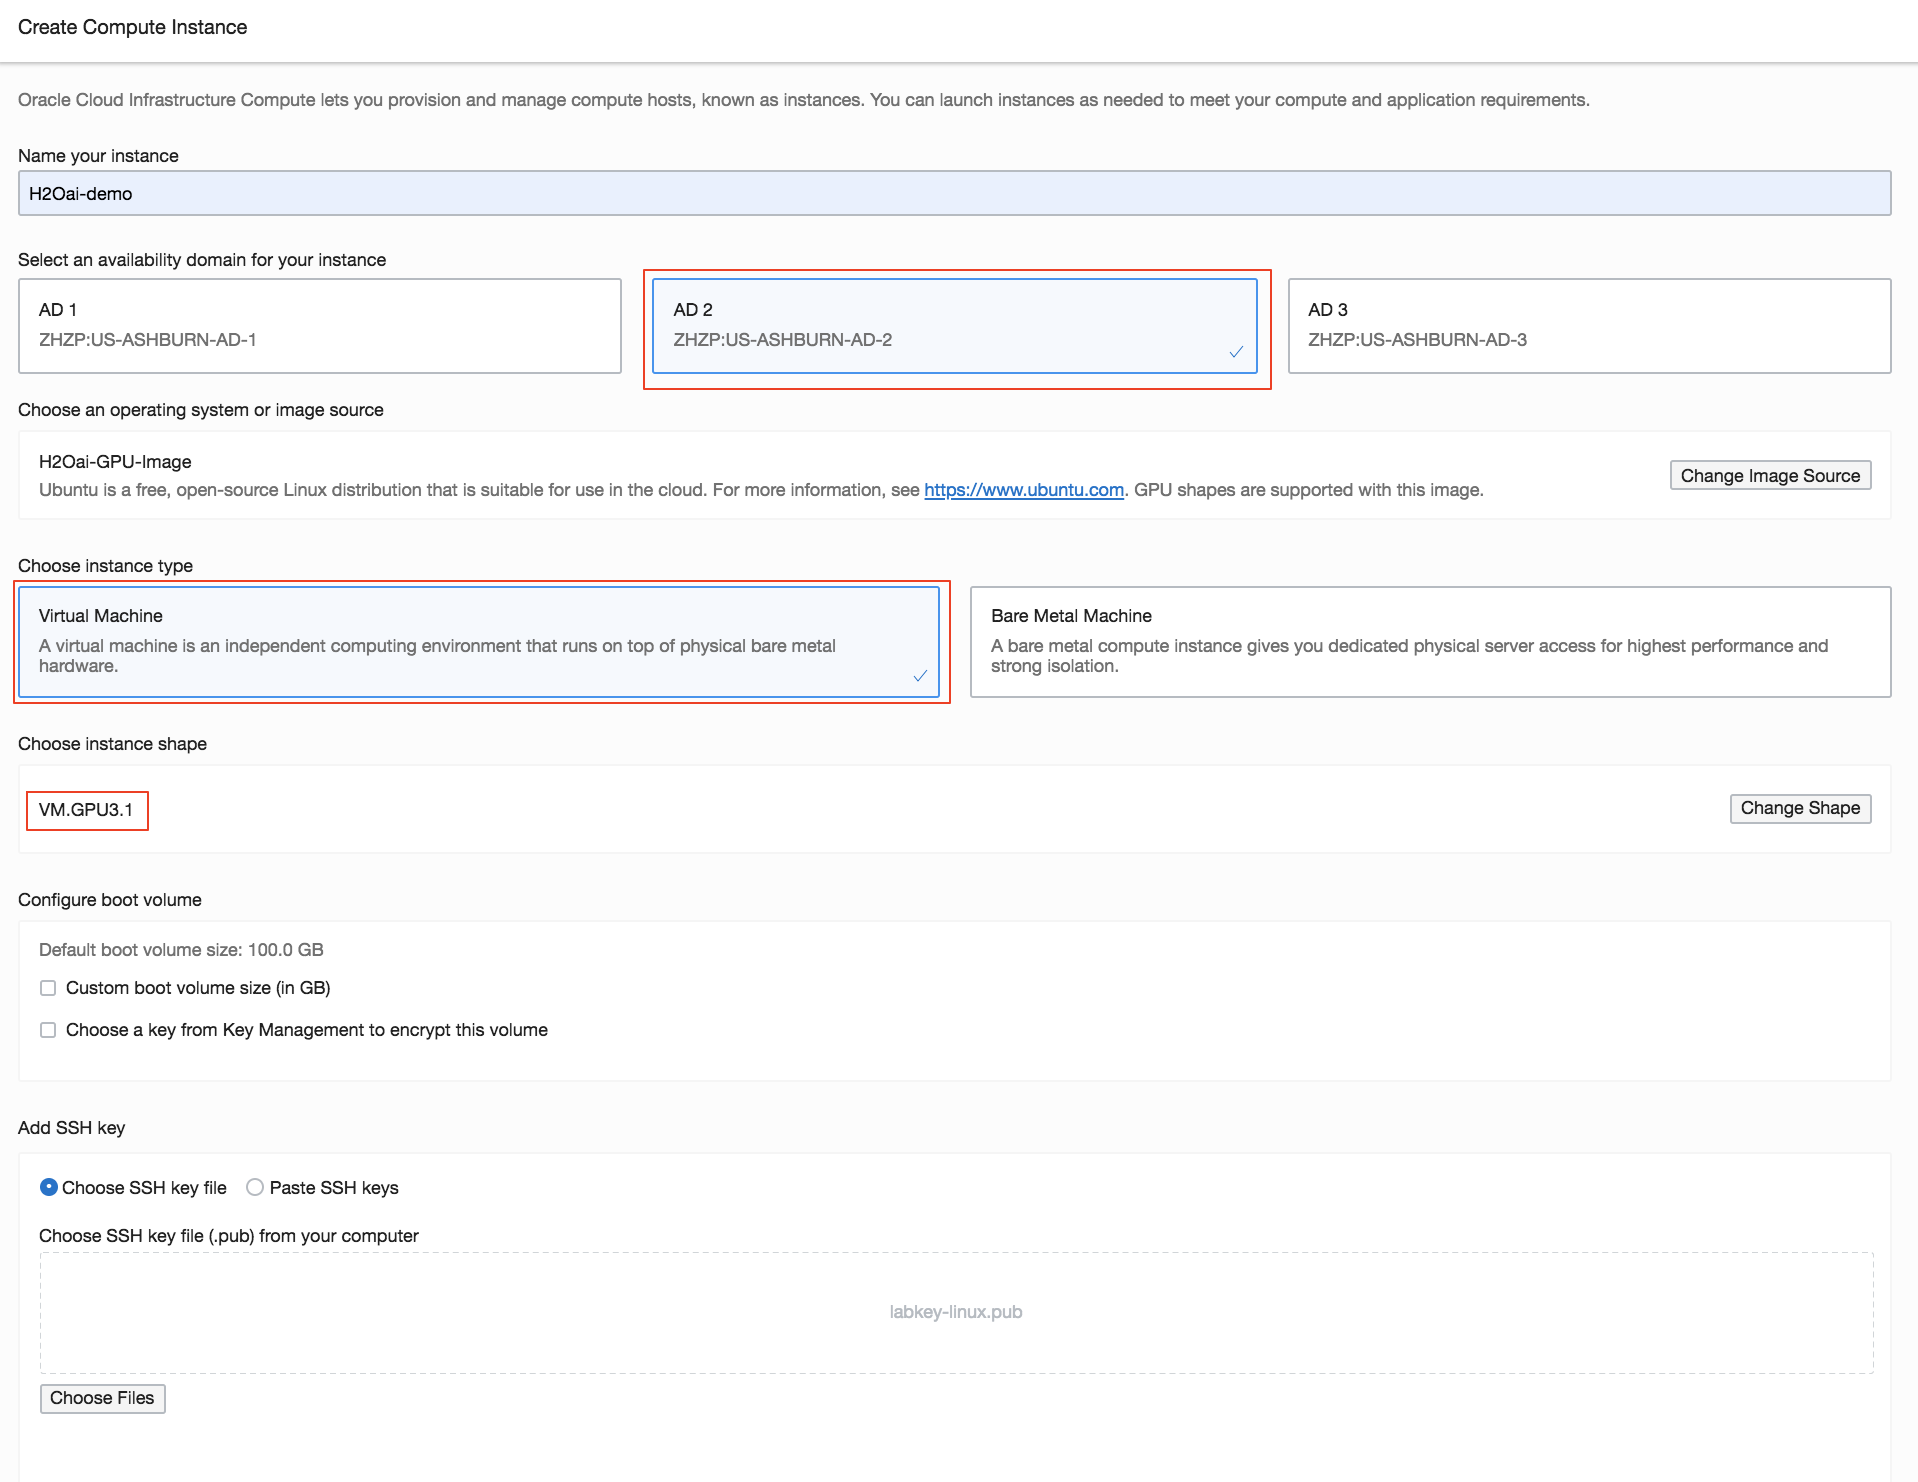 Create Compute Instance
Oracle Cloud Infrastructure Compute lets you provision and manage compute hosts, known as instances. You can launch instances as needed to meet your compute and application requirements.
Name your instance
H2Oai-demo
Select an availability domain for your instance
AD 1
ZHZP:US-ASHBURN-AD-1
AD 2
ZHZP:US-ASHBURN-AD-2
AD 3
ZHZP:US-ASHBURN-AD-3
Choose an operating system or image source
H2Oai-GPU-Image
Ubuntu is a free, open-source Linux distribution that is suitable for use in the cloud. For more information, see https://www.ubuntu.com. GPU shapes are supported with this image.
Change Image Source
Choose instance type
Virtual Machine
A virtual machine is an independent computing environment that runs on top of physical bare metal
hardware.
Bare Metal Machine
A bare metal compute instance gives you dedicated physical server access for highest performance and
strong isolation.
Choose instance shape
VM.GPU3.1
Change Shape
Configure boot volume
Default boot volume size: 100.0 GB
Custom boot volume size (in GB)
Choose a key from Key Management to encrypt this volume
Add SSH key
Choose SSH key file
Paste SSH keys
Choose SSH key file (.pub) from your computer
labkey-linux.pub
Choose Files